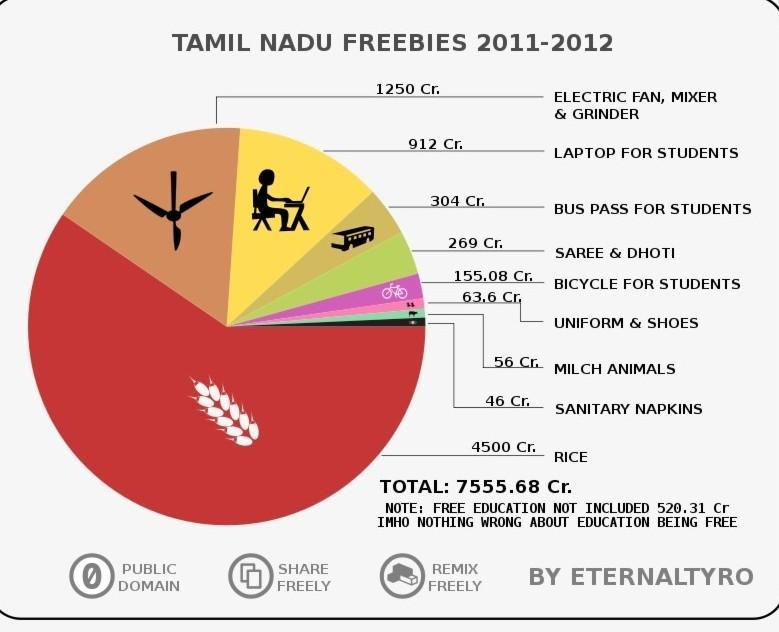 TAMIL NADU FREEBIES 2011-2012
1250 Cr.
ELECTRIC FAN, MIXER
& GRINDER
912 Cr.
LAPTOP FOR STUDENTS
304 Cr.
BUS PASS FOR STUDENTS
269 Cr.
SAREE & DHOTI
155.08 Cr.
BICYCLE FOR STUDENTS
63.6 Cr.
UNIFORM & SHOES
56 Cr.
MILCH ANIMALS
46 Cr.
SANITARY NAPKINS
4500 Cr.
RICE
TOTAL: 7555.68 Cr.
NOTE: FREE EDUCATION NOT INCLUDED 520.31 Cr
IMHO NOTHING WRONG ABOUT EDUCATION BEING FREE
0 PUBLIC
DOMAIN
SHARE
FREELY
REMIX
FREELY
BY ETERNALTYRO